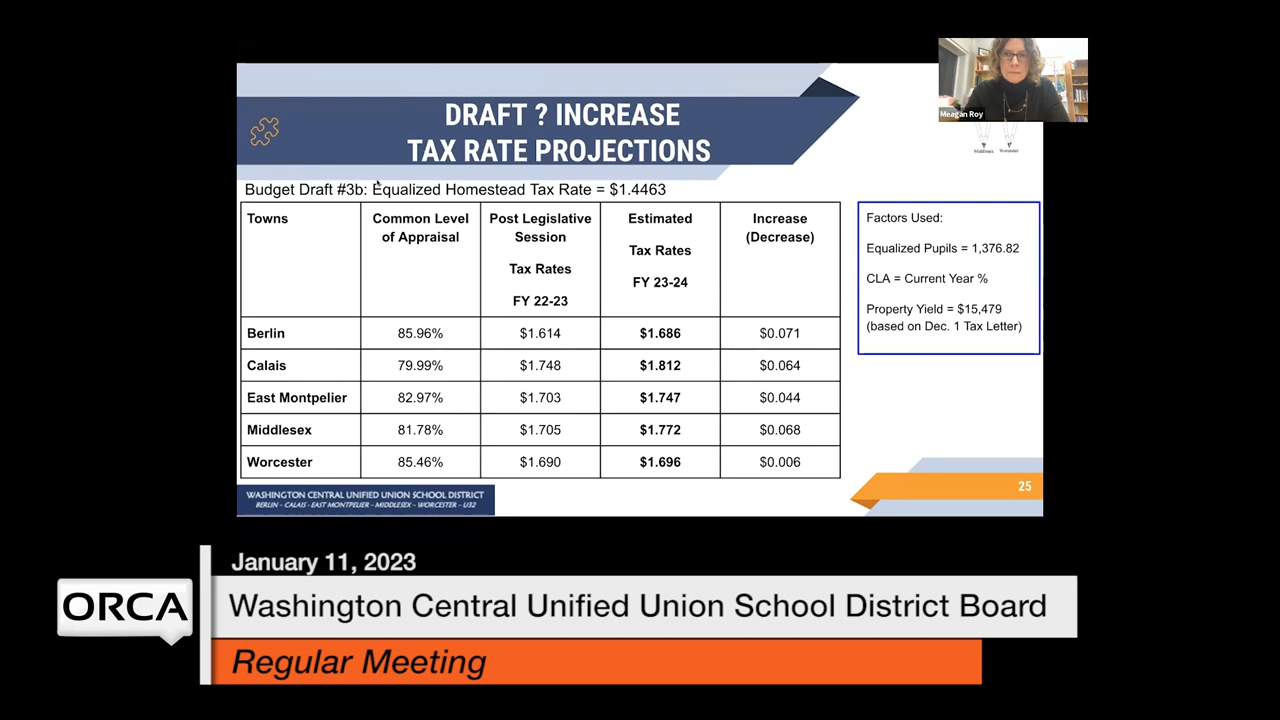 Meagan Roy
DRAFT ? INCREASE
TAX RATE PROJECTIONS
Middlesex Worcester
Budget Draft #3b: Equalized Homestead Tax Rate = $1.4463
Towns
Common Level
of Appraisal
Post Legislative
Session
Tax Rates
FY 22-23
Estimated
Tax Rates
FY 23-24
Increase
(Decrease)
Berlin 85.96% $1.614 $1.686 $0.071
Calais 79.99% $1.748 $1.812 $0.064
East Montpelier 82.97% $1.703 $1.747 $0.044
Middlesex 81.78% $1.705 $1.772 $0.068
Worcester 85.46% $1.690 $1.696 $0.006
Factors Used:
Equalized Pupils = 1,376.82
CLA = Current Year %
Property Yield = $15,479
(based on Dec. 1 Tax Letter)
WASHINGTON CENTRAL UNIFIED UNION SCHOOL DISTRICT
BERLIN - CALAIS - EAST MONTPELIER - MIDDLESEX - WORCESTER - U32
25
January 11, 2023
ORCA
Washington Central Unified Union School District Board
Regular Meeting